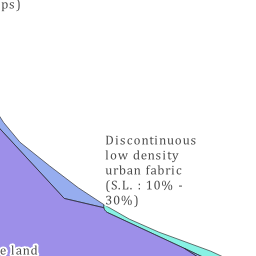 ps)
Discontinuous
low density
urban fabric
(S.L. : 10% -
30%)
e land